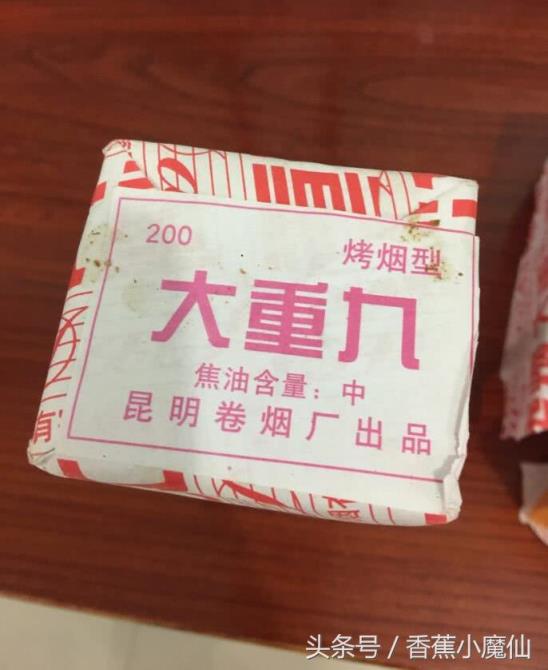 200
烤烟型
大重九
焦油含量：中
昆明卷烟厂出品
有
头条号 / 香蕉小魔仙